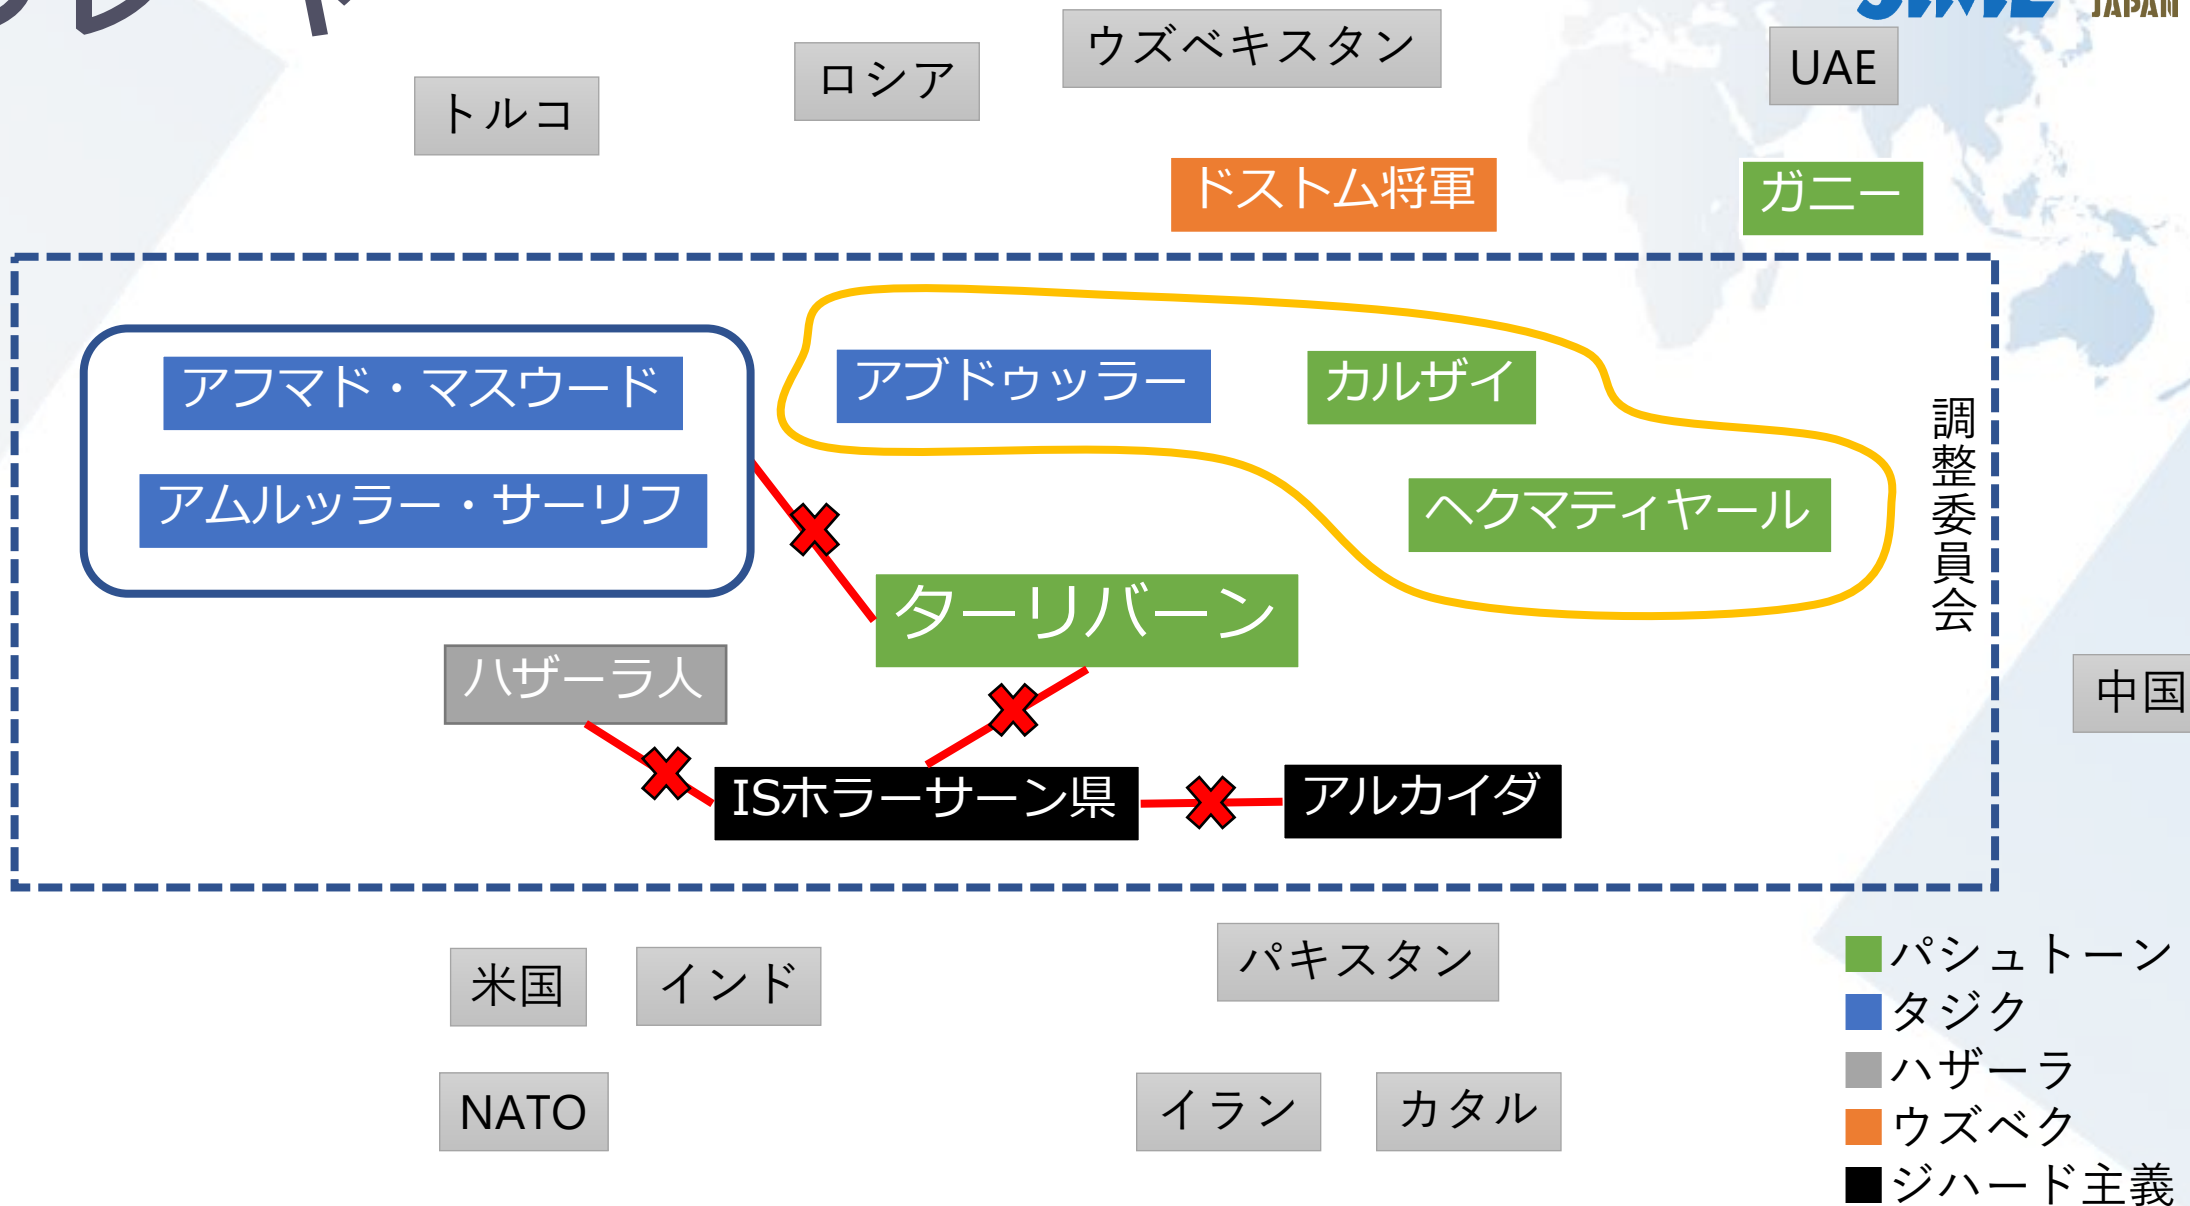 JAPAN
ウズベキスタン
ロシア
UAE
トルコ
ドストム将軍
ガニー
アフマド・マスウード
アブドゥッラー
カルザイ
アムルッラー・サーリフ
ヘクマティヤール
調整委員会
ターリバーン
ハザーラ人
中国
ISホラーサーン県
アルカイダ
米国
インド
パキスタン
NATO
イラン
カタル
パシュトーン
タジク
ハザーラ
ウズベク
ジハード主義